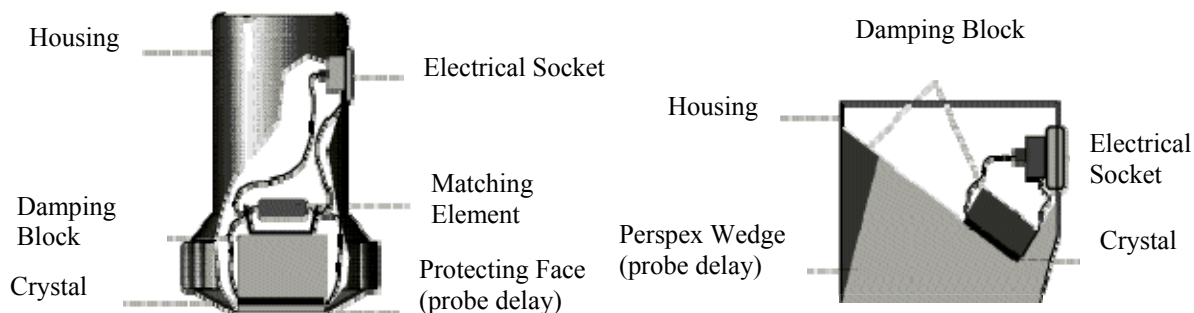 Housing
Electrical Socket
Matching
Element
Damping
Block
Crystal
Protecting Face
(probe delay)
Damping Block
Housing
Electrical
Socket
Perspex Wedge
(probe delay)
Crystal